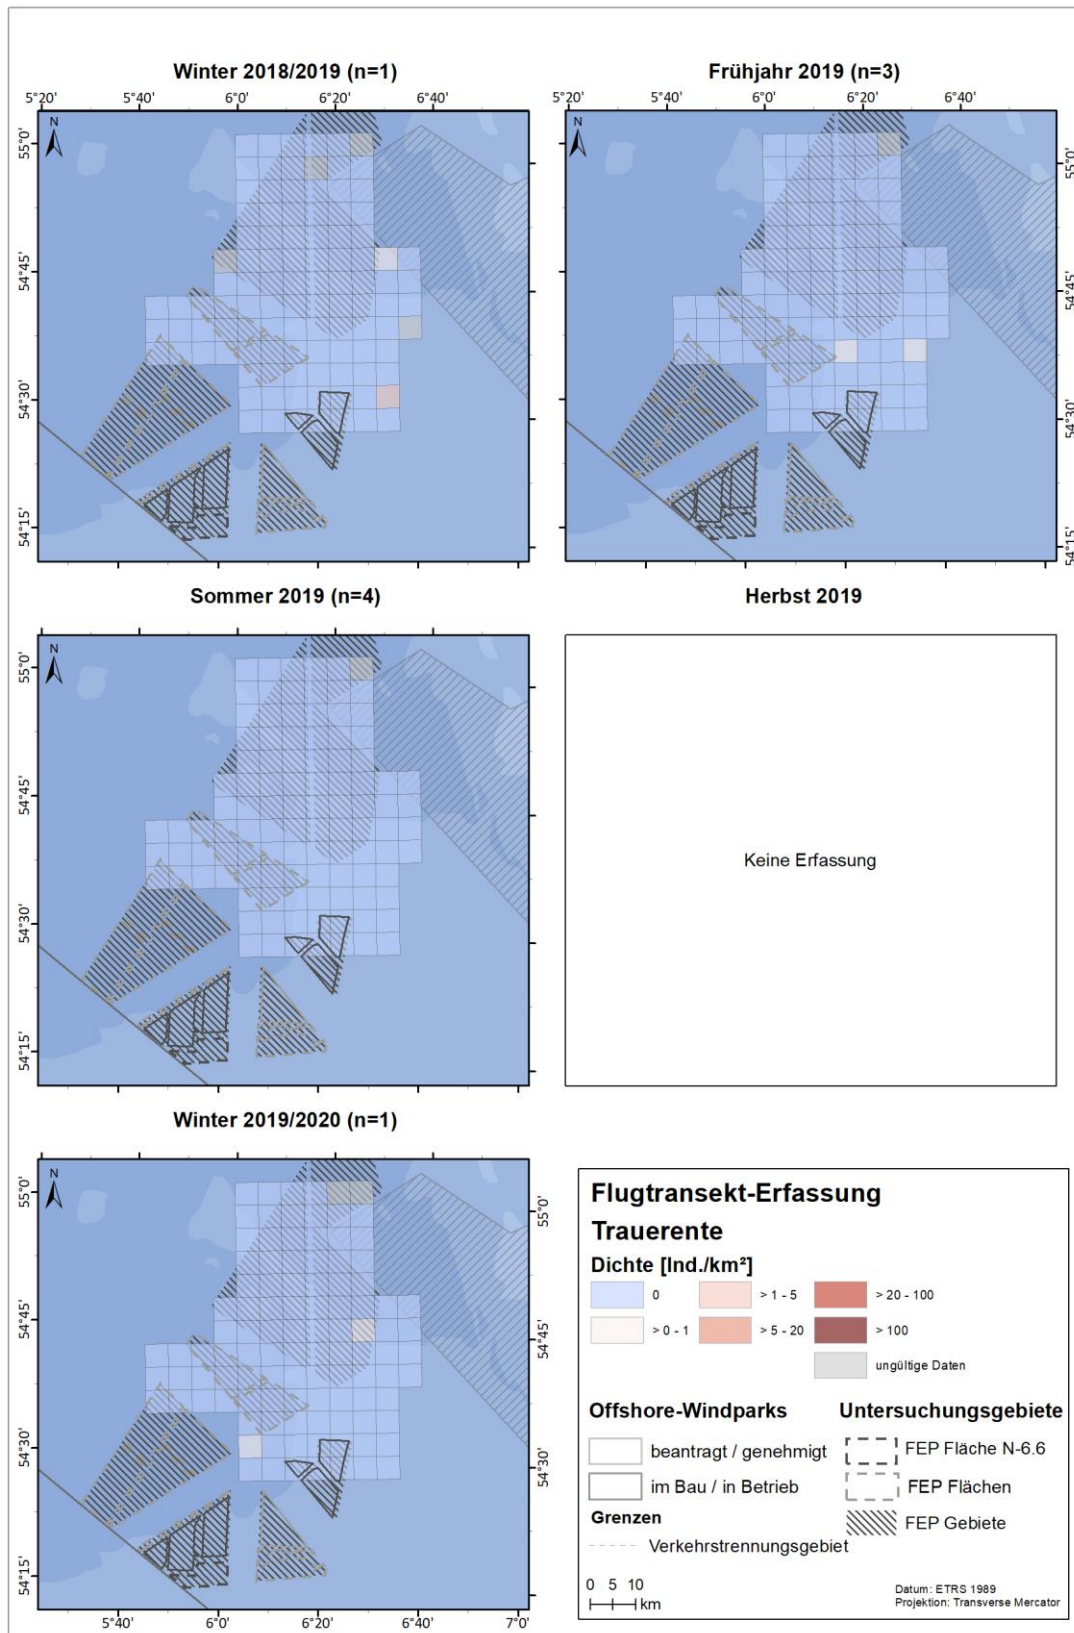 Winter 2018/2019 (n=1)
5°20' 5°40' 6°0' 6°20' 6°40'
N
55°0'
54°45'
54°30'
54°15'
Frühjahr 2019 (n=3)
5°20' 5°40' 6°0' 6°20' 6°40'
N
55°0'
54°45'
54°30'
54°15'
Sommer 2019 (n=4)
N
55°0'
54°45'
54°30'
54°15'
Herbst 2019
Keine Erfassung
Winter 2019/2020 (n=1)
N
55°0'
54°45'
54°30'
54°15'
55°0'
54°45'
54°30'
5°40' 6°0' 6°20' 6°40' 7°0'
Flugtransekt-Erfassung
Trauerente
Dichte [Ind./km²]
0 > 1 - 5 > 20 - 100
> 0 - 1 > 5 - 20 > 100
ungültige Daten
Offshore-Windparks
beantragt / genehmigt
im Bau / in Betrieb
Grenzen
Verkehrstrennungsgebiet
Untersuchungsgebiete
FEP Fläche N-6.6
FEP Flächen
FEP Gebiete
0 5 10
km
Datum: ETRS 1989
Projektion: Transverse Mercator